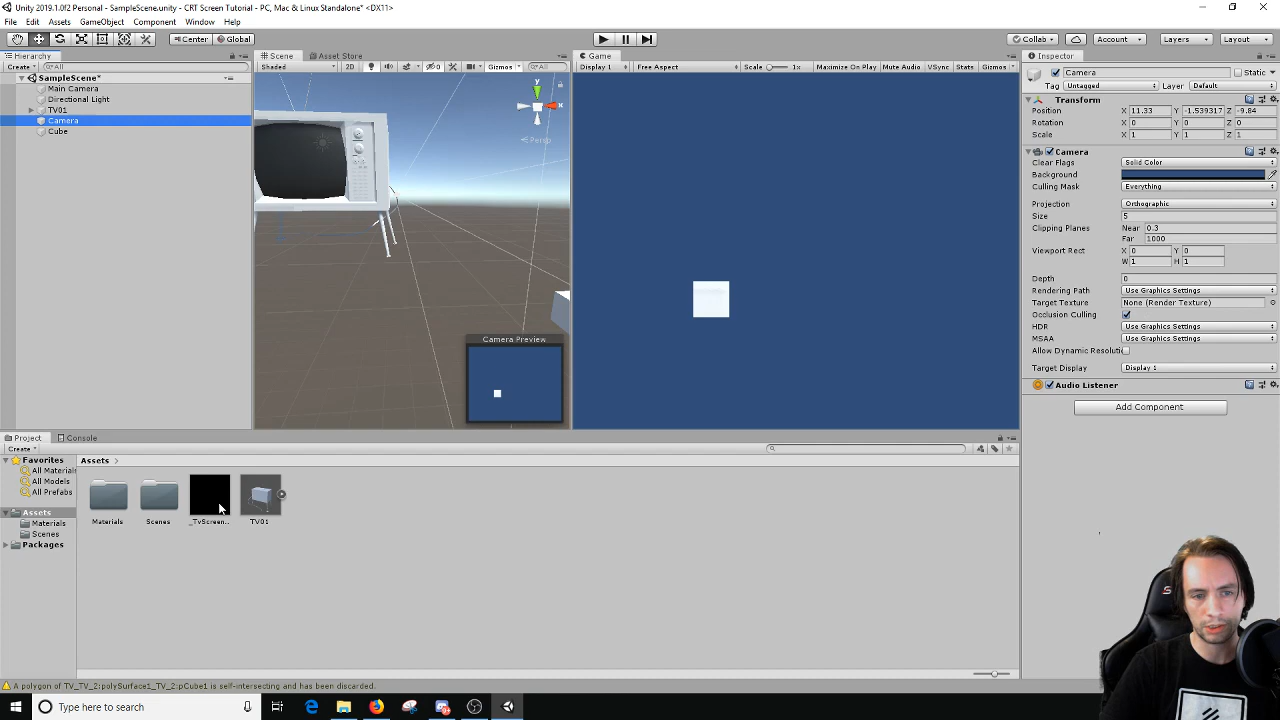 Unity 2019.1.0f2 Personal - SampleScene.unity - CRT Screen Tutorial - PC, Mac & Linux Standalone* <DX11>
File Edit Assets GameObject Component Window Help
Center Global Collab Account Layers Layout
Hierarchy Scene Asset Store Game Inspector
Create All Shaded 2D 0 Gizmos All Display 1 Free Aspect Scale 1x Maximize On Play Mute Audio VSync Stats Gizmos Camera Static
Tag Untagged Layer Default
SampleScene*
Main Camera
Directional Light
TV01
Camera
Cube
y
Persp
Camera Preview
Transform
Position X 11.33 Y -1.539317 Z -9.84
Rotation X 0 Y 0 Z 0
Scale X 1 Y 1 Z 1
Camera
Clear Flags Solid Color
Background
Culling Mask Everything
Projection Orthographic
Size 5
Clipping Planes Near 0.3
Far 1000
Viewport Rect X 0 Y 0
W 1 H 1
Depth 0
Rendering Path Use Graphics Settings
Target Texture None (Render Texture)
Occlusion Culling
HDR Use Graphics Settings
MSAA Use Graphics Settings
Allow Dynamic Resoluti
Target Display Display 1
Audio Listener
Add Component
Project Console
Create
Favorites
All Materials
All Models
All Prefabs
Assets
Materials
Scenes
Packages
Assets
Materials Scenes _TvScreen... TV01
A polygon of TV_TV_2:polySurface1_TV_2:pCube1 is self-intersecting and has been discarded.
Type here to search